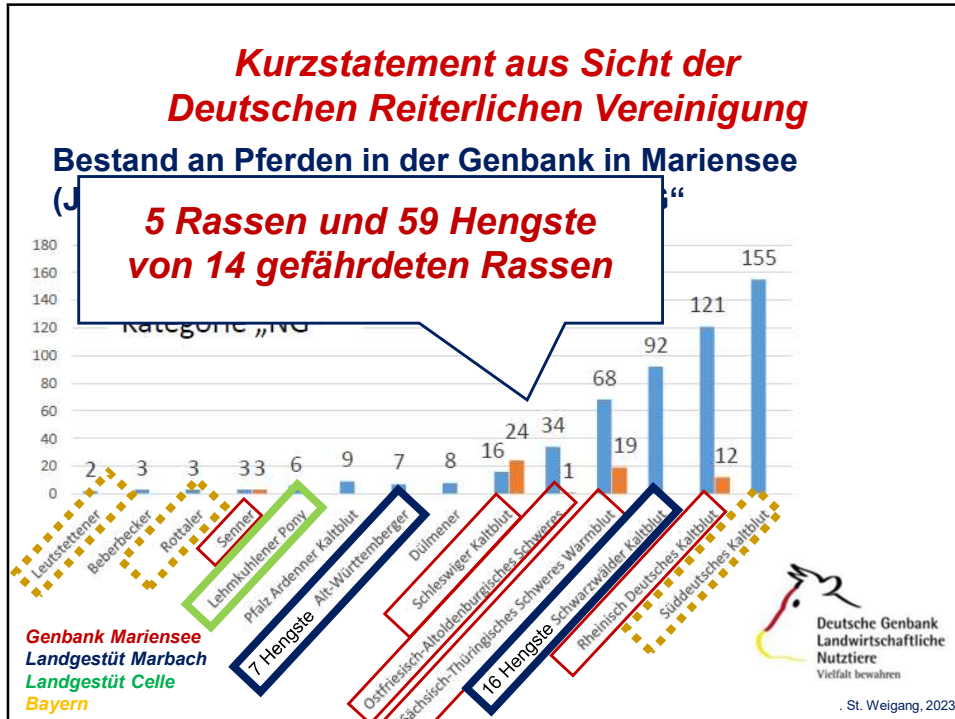 Kurzstatement aus Sicht der
Deutschen Reiterlichen Vereinigung
Bestand an Pferden in der Genbank in Mariensee
(J
G“
5 Rassen und 59 Hengste
von 14 gefährdeten Rassen
Kategorie „NG
180
160
140
120
100
80
60
40
20
0
2
3
3
3 3
6
9
7
8
16 24
34 1
68 19
92
121 12
155
Leutstettener
Beberbecker
Rottaler
Senner
Lehmkuhlener Pony
Pfalz Ardenner Kaltblut
7 Hengste Alt-Württemberger
Dülmener
Schleswiger Kaltblut
Ostfriesisch-Altoldenburgisches Schweres
Sächsisch-Thüringisches Schweres Warmblut
16 Hengste Schwarzwälder Kaltblut
Rheinisch Deutsches Kaltblut
Süddeutsches Kaltblut
Genbank Mariensee
Landgestüt Marbach
Landgestüt Celle
Bayern
Deutsche Genbank
Landwirtschaftliche
Nutztiere
Vielfalt bewahren
. St. Weigang, 2023